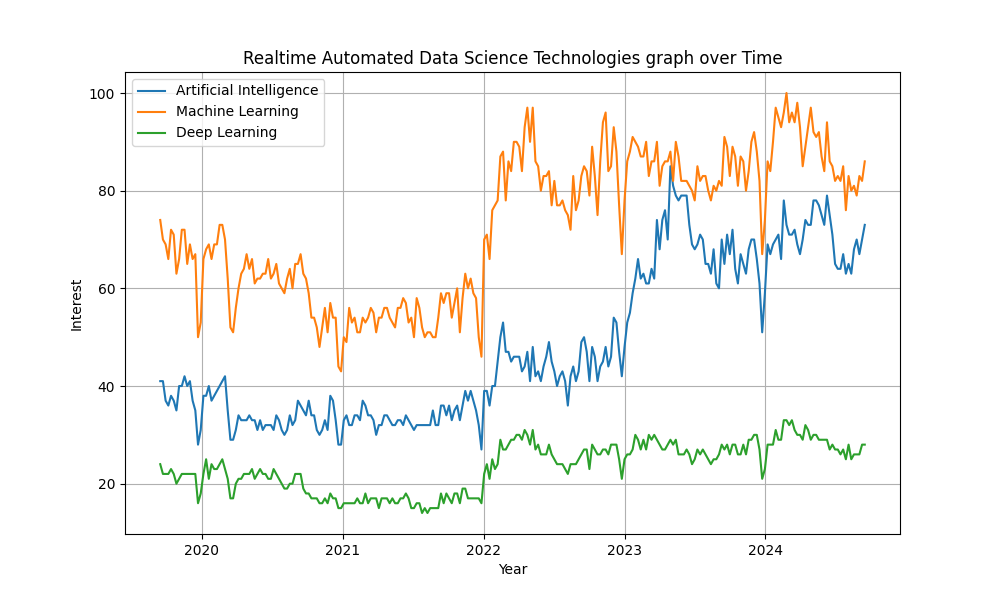 Realtime Automated Data Science Technologies graph over Time
Artificial Intelligence
Machine Learning
Deep Learning
100
80
60
40
20
Interest
2020 2021 2022 2023 2024
Year